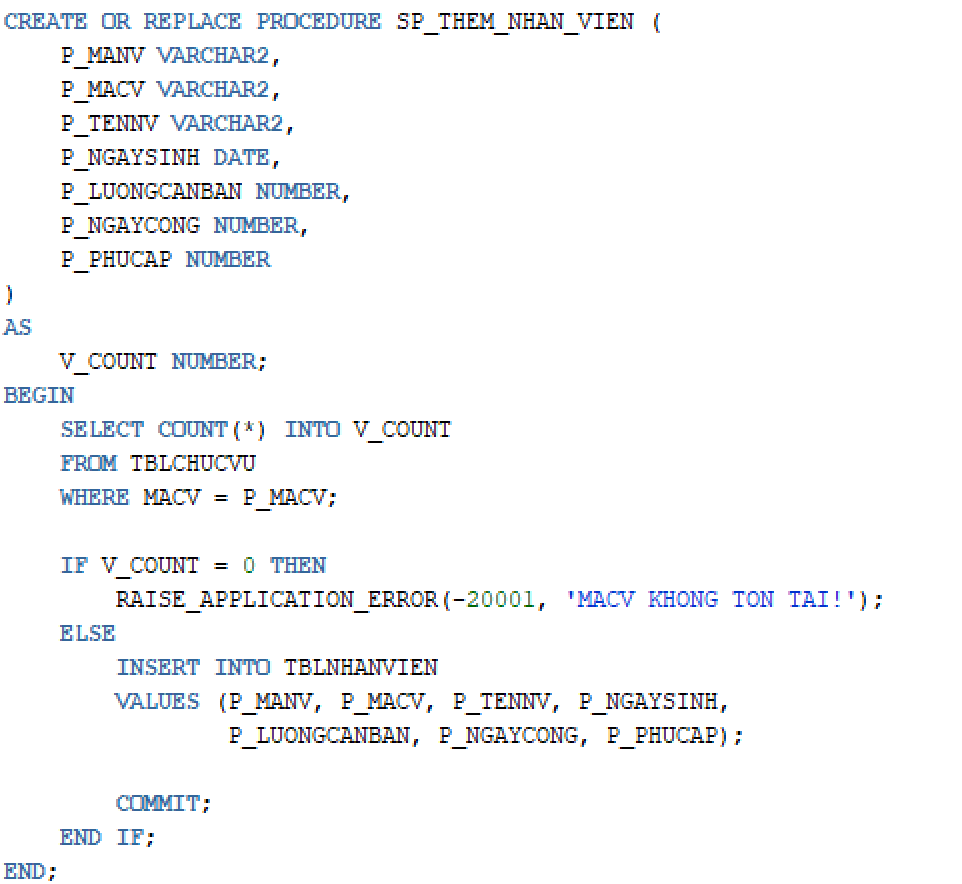 CREATE OR REPLACE PROCEDURE SP_THEM_NHAN_VIEN (
    P_MANV VARCHAR2,
    P_MACV VARCHAR2,
    P_TENNV VARCHAR2,
    P_NGAYSINH DATE,
    P_LUONGCANBAN NUMBER,
    P_NGAYCONG NUMBER,
    P_PHUCAP NUMBER
)
AS
    V_COUNT NUMBER;
BEGIN
    SELECT COUNT(*) INTO V_COUNT
    FROM TBLCHUCVU
    WHERE MACV = P_MACV;

    IF V_COUNT = 0 THEN
        RAISE_APPLICATION_ERROR(-20001, 'MACV KHONG TON TAI!');
    ELSE
        INSERT INTO TBLNHANVIEN
        VALUES (P_MANV, P_MACV, P_TENNV, P_NGAYSINH,
                P_LUONGCANBAN, P_NGAYCONG, P_PHUCAP);

        COMMIT;
    END IF;
END;